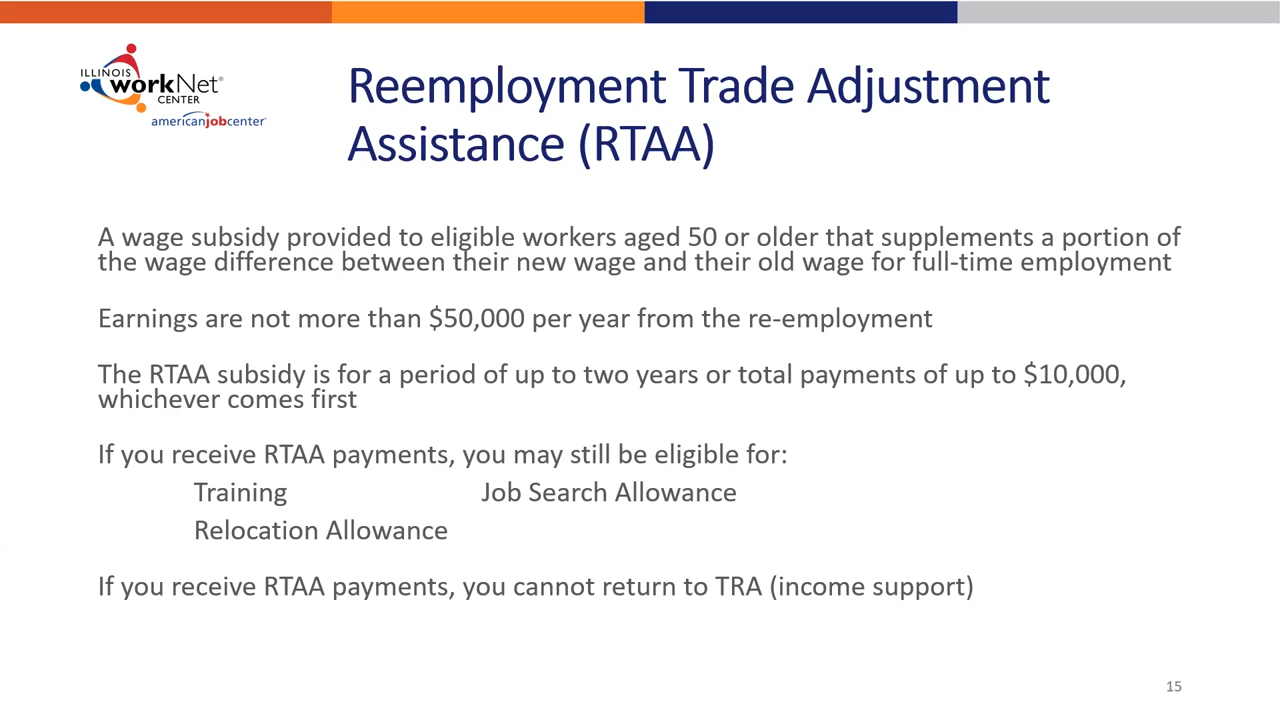 ILLINOIS
workNet®
CENTER
americanjobcenter
Reemployment Trade Adjustment
Assistance (RTAA)
A wage subsidy provided to eligible workers aged 50 or older that supplements a portion of
the wage difference between their new wage and their old wage for full-time employment
Earnings are not more than $50,000 per year from the re-employment
The RTAA subsidy is for a period of up to two years or total payments of up to $10,000,
whichever comes first
If you receive RTAA payments, you may still be eligible for:
Training Job Search Allowance
Relocation Allowance
If you receive RTAA payments, you cannot return to TRA (income support)
15